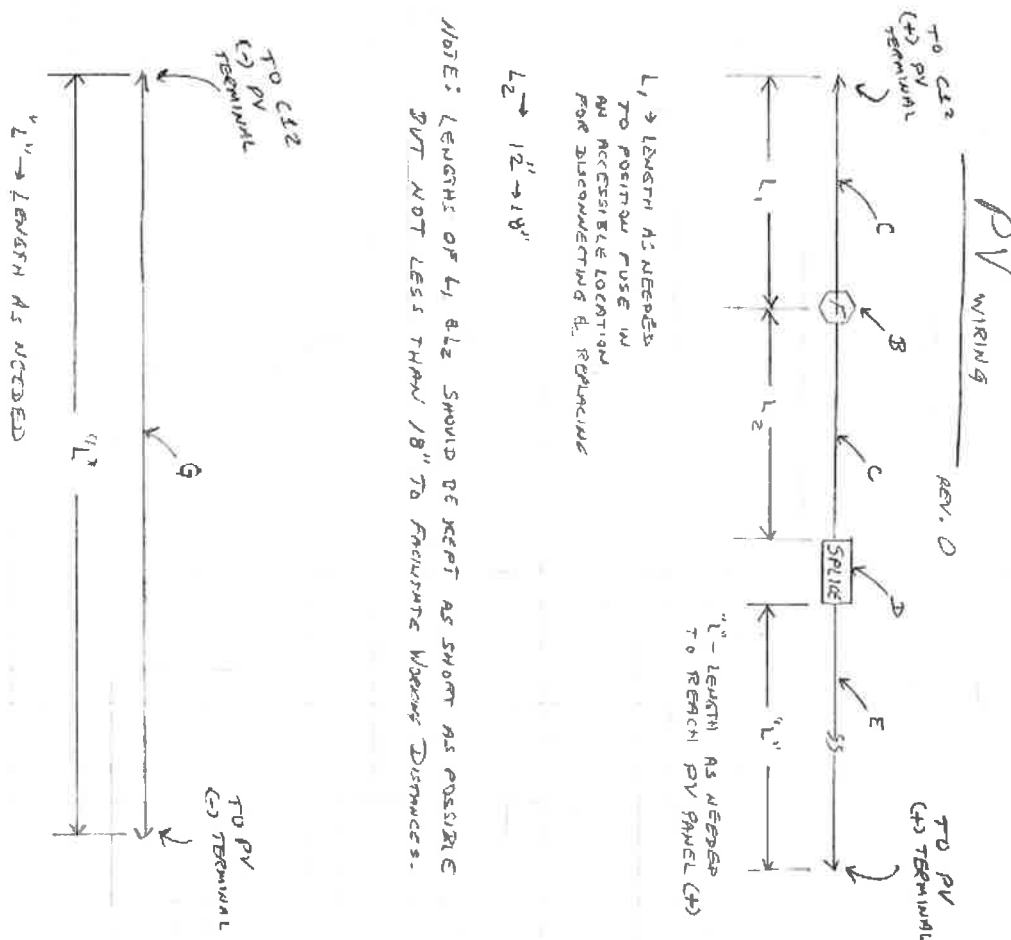 PV WIRING REV. 0
TO C12
(+) PV
TERMINAL
C
F
B
C
SPLICE
D
E
SS
TO PV
(+) TERMINAL
L1
L2
"L"
L1 → LENGTH AS NEEDED
TO POSITION FUSE IN
AN ACCESSIBLE LOCATION
FOR DISCONNECTING & REPLACING
"L" - LENGTH AS NEEDED
TO REACH PV PANEL (+)
L2 → 12" → 18"
NOTE: LENGTHS OF L1 & L2 SHOULD BE KEPT AS SHORT AS POSSIBLE
BUT NOT LESS THAN 18" TO FACILITATE WORKING DISTANCES.
TO C12
(-) PV
TERMINAL
G
TO PV
(-) TERMINAL
"L"
"L" → LENGTH AS NEEDED